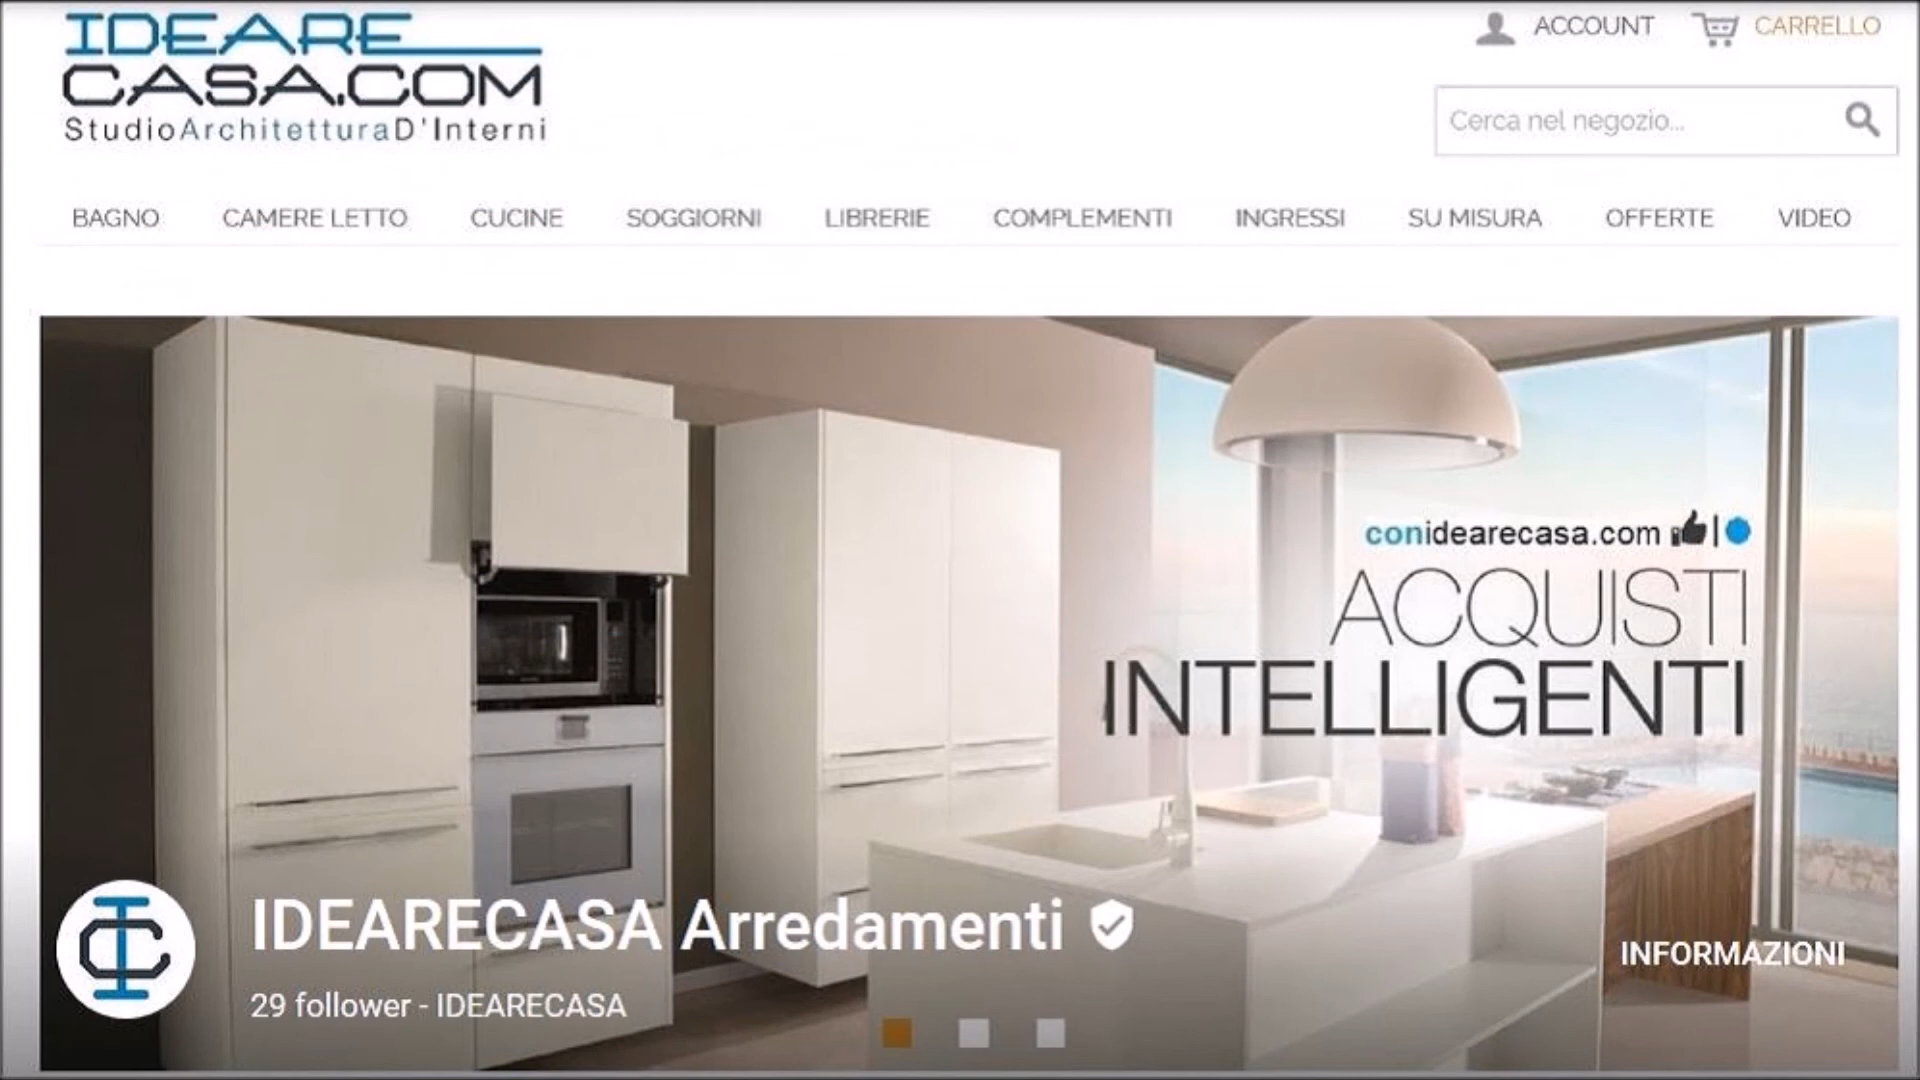 IDEARE
CASA.COM
StudioArchitetturaD'Interni
ACCOUNT
CARRELLO
Cerca nel negozio...
BAGNO CAMERE LETTO CUCINE SOGGIORNI LIBRERIE COMPLEMENTI INGRESSI SU MISURA OFFERTE VIDEO
conidearecasa.com
ACQUISTI
INTELLIGENTI
IC
IDEARECASA Arredamenti
29 follower - IDEARECASA
INFORMAZIONI